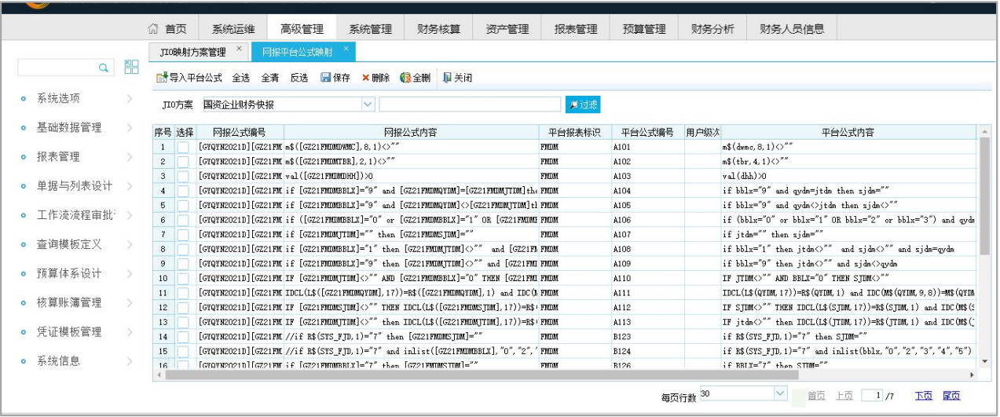 首页 系统运维 高级管理 系统管理 财务核算 资产管理 报表管理 预算管理 财务分析 财务人员信息
JIO映射方案管理 × 网报平台公式映射 ×
导入平台公式 全选 全清 反选 保存 删除 全删 关闭
JIO方案 国资企业财务快报 过滤
系统选项
基础数据管理
报表管理
单据与列表设计
工作流流程审批
查询模板定义
预算体系设计
核算账簿管理
凭证模板管理
系统信息
序号 选择 网报公式编号 网报公式内容 平台报表标识 平台公式编号 用户级次 平台公式内容
1 [GYQYN2021D][GZ21FM m$([GZ21FMDMDWMC],8,1)<>"" FMDM A101 m$(dwmc,8,1)<>""
2 [GYQYN2021D][GZ21FM m$([GZ21FMDMTBR],2,1)<>"" FMDM A102 m$(tbr,4,1)<>""
3 [GYQYN2021D][GZ21FM val([GZ21FMDMDHH])>0 FMDM A103 val(dhh)>0
4 [GYQYN2021D][GZ21FM if [GZ21FMDMBBLX]="9" and [GZ21FMDMQYDM]=[GZ21FMDMJTDM]the FMDM A104 if bblx="9" and qydm=jtdm then sjdm=""
5 [GYQYN2021D][GZ21FM if [GZ21FMDMBBLX]="9" and [GZ21FMDMQYDM]<>[GZ21FMDMJTDM]tl FMDM A105 if bblx="9" and qydm<>jtdm then sjdm<>""
6 [GYQYN2021D][GZ21FM if ([GZ21FMDMBBLX]="0" or [GZ21FMDMBBLX]="1" OR [GZ21FMDME FMDM A106 if (bblx="0" or bblx="1" OR bblx="2" or bblx="3") and qydm
7 [GYQYN2021D][GZ21FM if [GZ21FMDMJTDM]="" then [GZ21FMDMSJDM]="" FMDM A107 if jtdm="" then sjdm=""
8 [GYQYN2021D][GZ21FM if [GZ21FMDMBBLX]="1" then [GZ21FMDMJTDM]<>"" and [GZ21FM FMDM A108 if bblx="1" then jtdm<>"" and sjdm<>"" and sjdm=qydm
9 [GYQYN2021D][GZ21FM if [GZ21FMDMBBLX]="9" then [GZ21FMDMJTDM]<>"" and [GZ21FMD FMDM A109 if bblx="9" then jtdm<>"" and sjdm<>qydm
10 [GYQYN2021D][GZ21FM IF [GZ21FMDMJTDM]<>"" AND [GZ21FMDMBBLX]="0" THEN [GZ21FMI FMDM A110 IF JTDM<>"" AND BBLX="0" THEN SJDM<>""
11 [GYQYN2021D][GZ21FM IDCL(L$([GZ21FMDMQYDM],17))=R$([GZ21FMDMQYDM],1) and IDC(M FMDM A111 IDCL(L$(QYDM,17))=R$(QYDM,1) and IDC(M$(QYDM,9,8))=M$(QYDM
12 [GYQYN2021D][GZ21FM IF [GZ21FMDMSJDM]<>"" THEN IDCL(L$([GZ21FMDMSJDM],17))=R$( FMDM A112 IF SJDM<>"" THEN IDCL(L$(SJDM,17))=R$(SJDM,1) and IDC(M$(S
13 [GYQYN2021D][GZ21FM IF [GZ21FMDMJTDM]<>"" then IDCL(L$([GZ21FMDMJTDM],17))=R$( FMDM A113 IF jtdm<>"" then IDCL(L$(JTDM,17))=R$(JTDM,1) and IDC(M$(J
14 [GYQYN2021D][GZ21FM //if R$(SYS_FJD,1)="7" then [GZ21FMDMSJDM]="" FMDM B123 if R$(SYS_FJD,1)="7" then SJDM=""
15 [GYQYN2021D][GZ21FM //if R$(SYS_FJD,1)="7" and inlist([GZ21FMDMBBLX],"0","2"," FMDM B124 if R$(SYS_FJD,1)="7" and inlist(bblx,"0","2","3","4","5")
16 [GYQYN2021D][GZ21FM if [GZ21FMDMBBLX]="7" then [GZ21FMDMSJDM]="" FMDM B126 if BBLX="7" then SJDM=""
每页行数 30 首页 上页 1 /7 下页 尾页